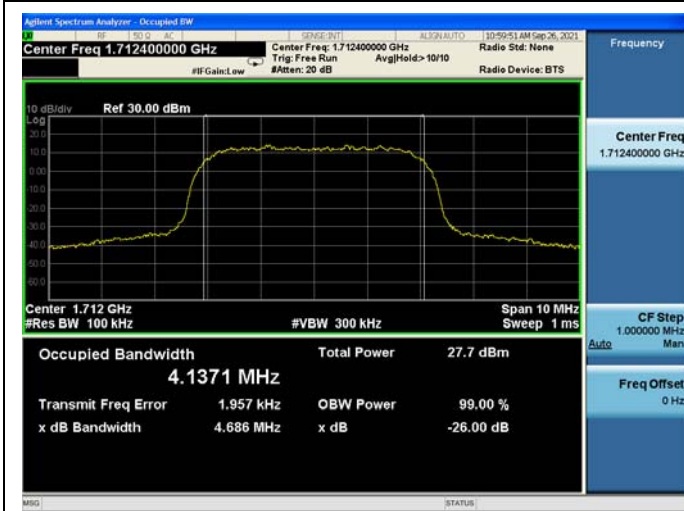 Agilent Spectrum Analyzer - Occupied BW
RF 50 Ω AC SENSE:INT ALIGN AUTO 10:59:51 AM Sep 26, 2021
Center Freq 1.712400000 GHz
Center Freq: 1.712400000 GHz
Radio Std: None
Trig: Free Run Avg|Hold:> 10/10
#IFGain:Low #Atten: 20 dB Radio Device: BTS
10 dB/div Ref 30.00 dBm
Log
20.0
10.0
0.00
-10.0
-20.0
-30.0
-40.0
-50.0
-60.0
Center 1.712 GHz Span 10 MHz
#Res BW 100 kHz #VBW 300 kHz Sweep 1 ms
Occupied Bandwidth Total Power 27.7 dBm
4.1371 MHz
Transmit Freq Error 1.957 kHz OBW Power 99.00 %
x dB Bandwidth 4.686 MHz x dB -26.00 dB
MSG STATUS
Frequency
Center Freq
1.712400000 GHz
CF Step
1.000000 MHz
Auto Man
Freq Offset
0 Hz